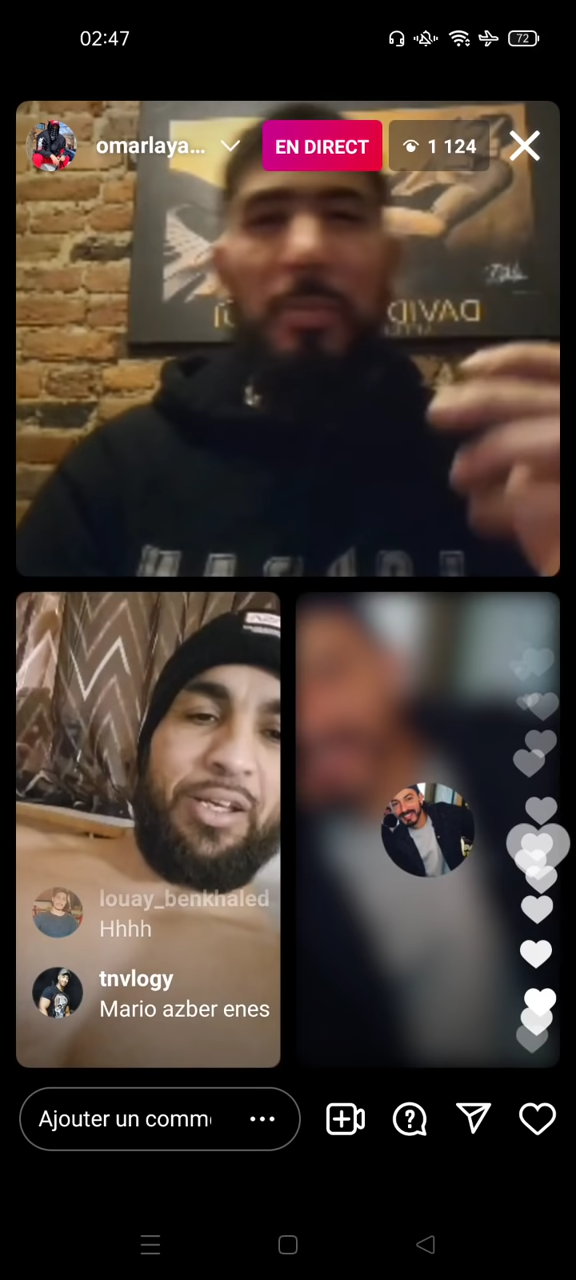 02:47
72
omarlaya...
EN DIRECT
1 124
DAVID
louay_benkhaled
Hhhh
tnvlogy
Mario azber enes
Ajouter un comm